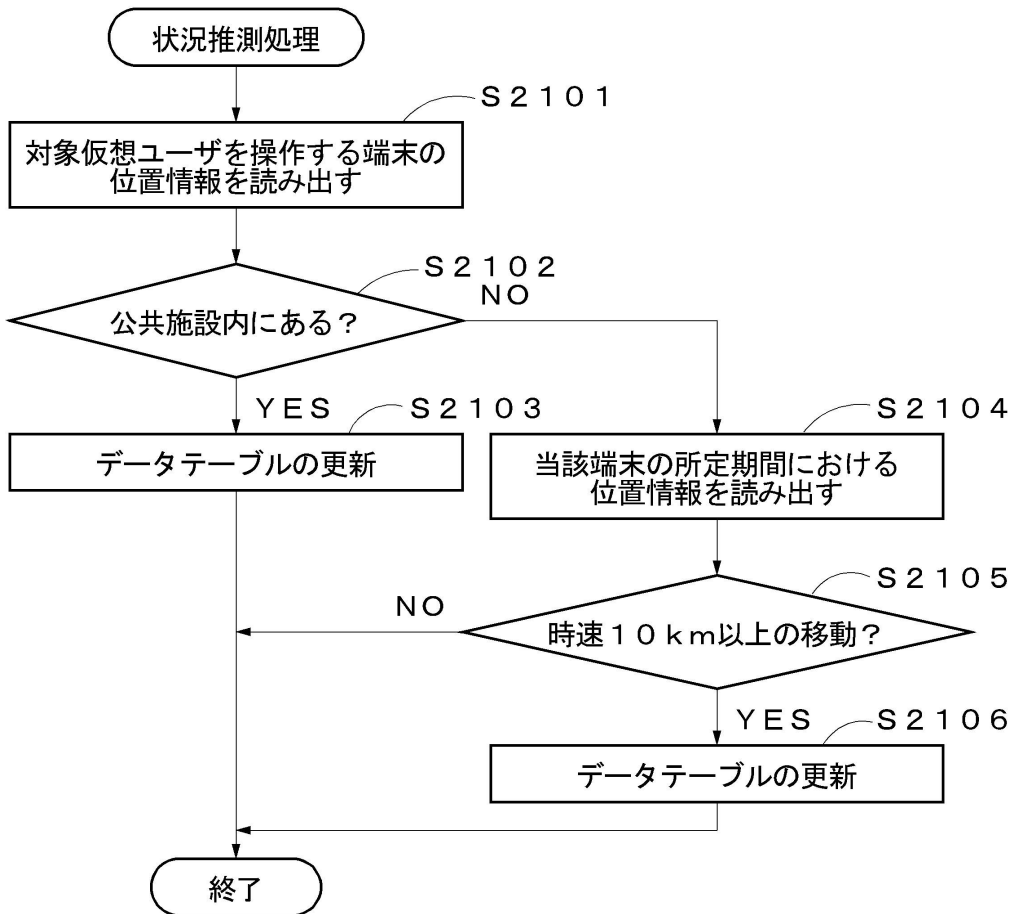 状況推測処理
Ｓ２１０１
対象仮想ユーザを操作する端末の
位置情報を読み出す
Ｓ２１０２
公共施設内にある？
ＮＯ
ＹＥＳ
Ｓ２１０３
データテーブルの更新
Ｓ２１０４
当該端末の所定期間における
位置情報を読み出す
Ｓ２１０５
時速１０ｋｍ以上の移動？
ＮＯ
ＹＥＳ
Ｓ２１０６
データテーブルの更新
終了